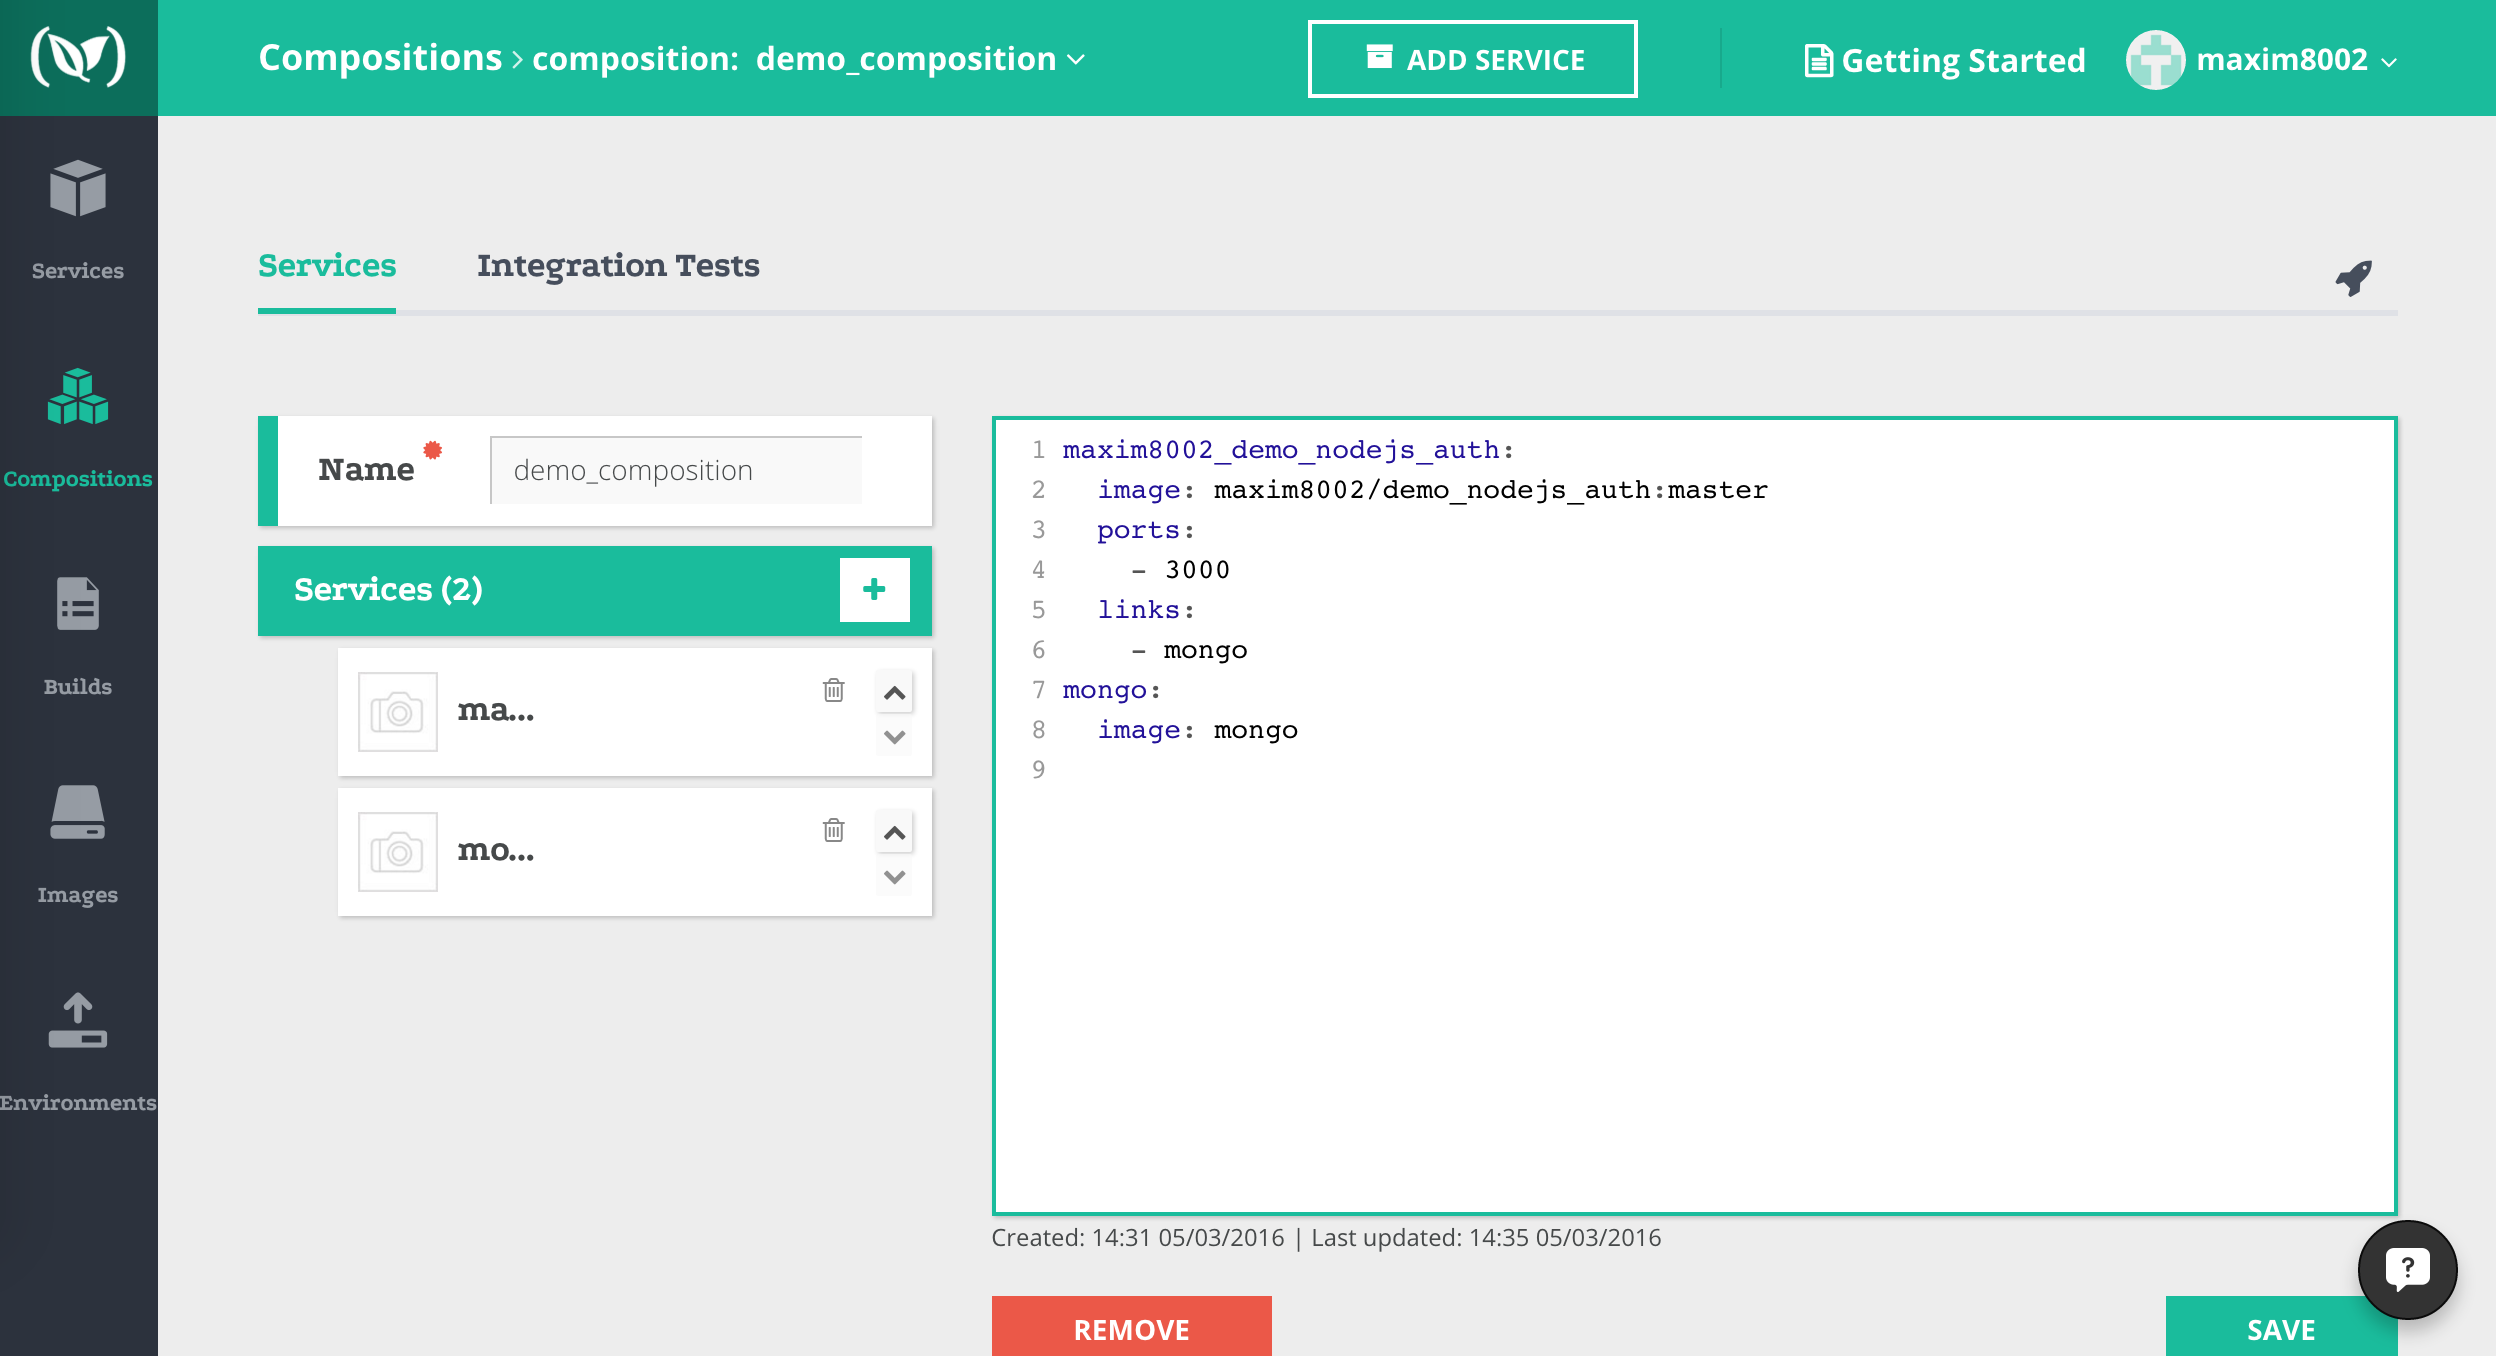 Compositions > composition: demo_composition
ADD SERVICE
Getting Started
maxim8002
Services
Compositions
Builds
Images
Environments
Services
Integration Tests
Name
demo_composition
Services (2)
ma...
mo...
1 maxim8002_demo_nodejs_auth:
2 image: maxim8002/demo_nodejs_auth:master
3 ports:
4 - 3000
5 links:
6 - mongo
7 mongo:
8 image: mongo
9
Created: 14:31 05/03/2016 | Last updated: 14:35 05/03/2016
REMOVE
SAVE
?